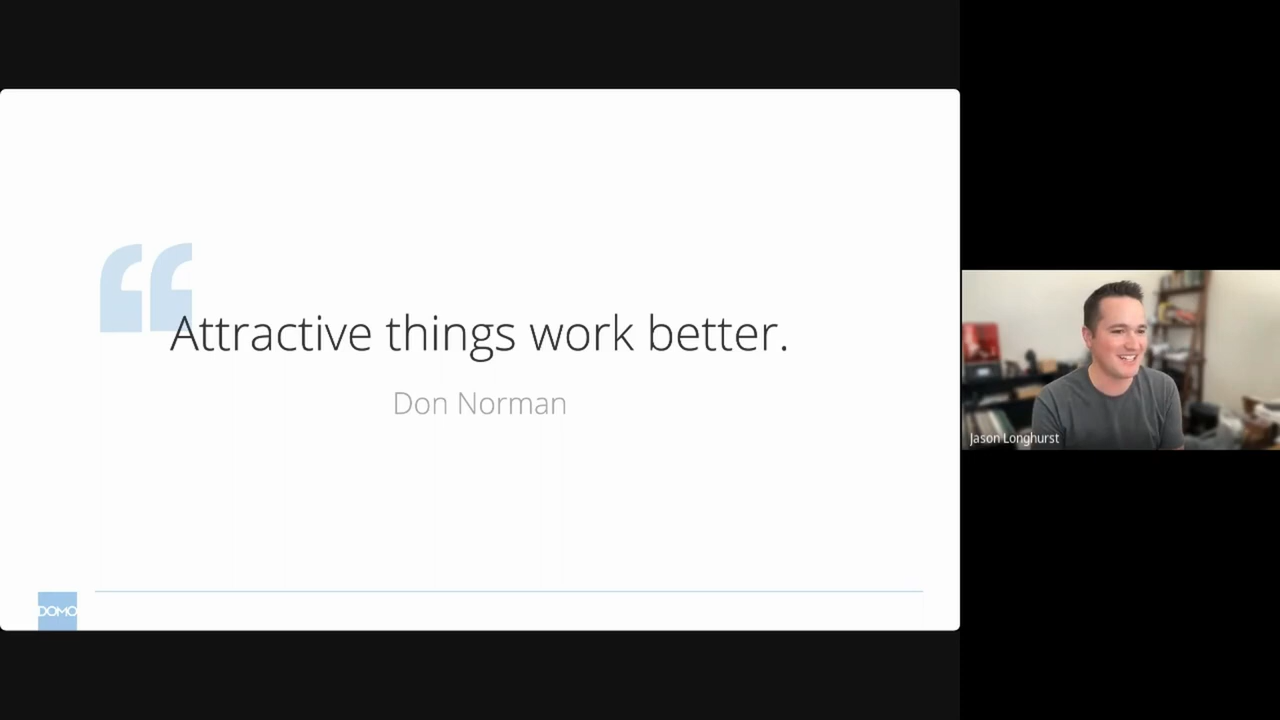 “
Attractive things work better.
Don Norman
DOMO
Jason Longhurst